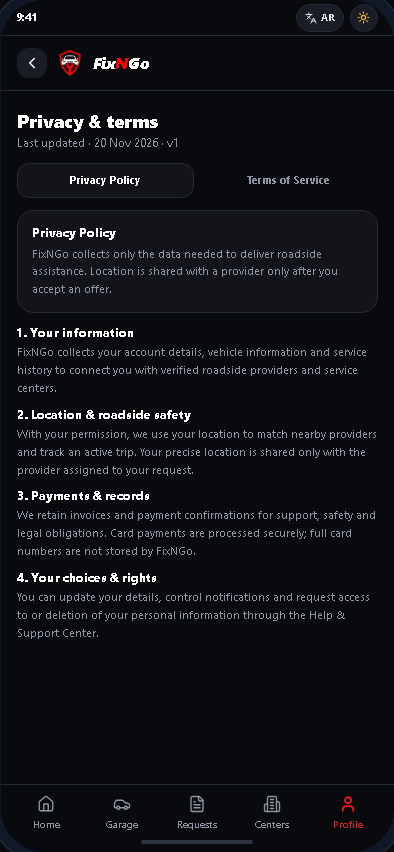 9:41
AR
FixNGo
Privacy & terms
Last updated · 20 Nov 2026 · v1
Privacy Policy
Terms of Service
Privacy Policy
FixNGo collects only the data needed to deliver roadside
assistance. Location is shared with a provider only after you
accept an offer.
1. Your information
FixNGo collects your account details, vehicle information and service
history to connect you with verified roadside providers and service
centers.
2. Location & roadside safety
With your permission, we use your location to match nearby providers
and track an active trip. Your precise location is shared only with the
provider assigned to your request.
3. Payments & records
We retain invoices and payment confirmations for support, safety and
legal obligations. Card payments are processed securely; full card
numbers are not stored by FixNGo.
4. Your choices & rights
You can update your details, control notifications and request access
to or deletion of your personal information through the Help &
Support Center.
Home
Garage
Requests
Centers
Profile